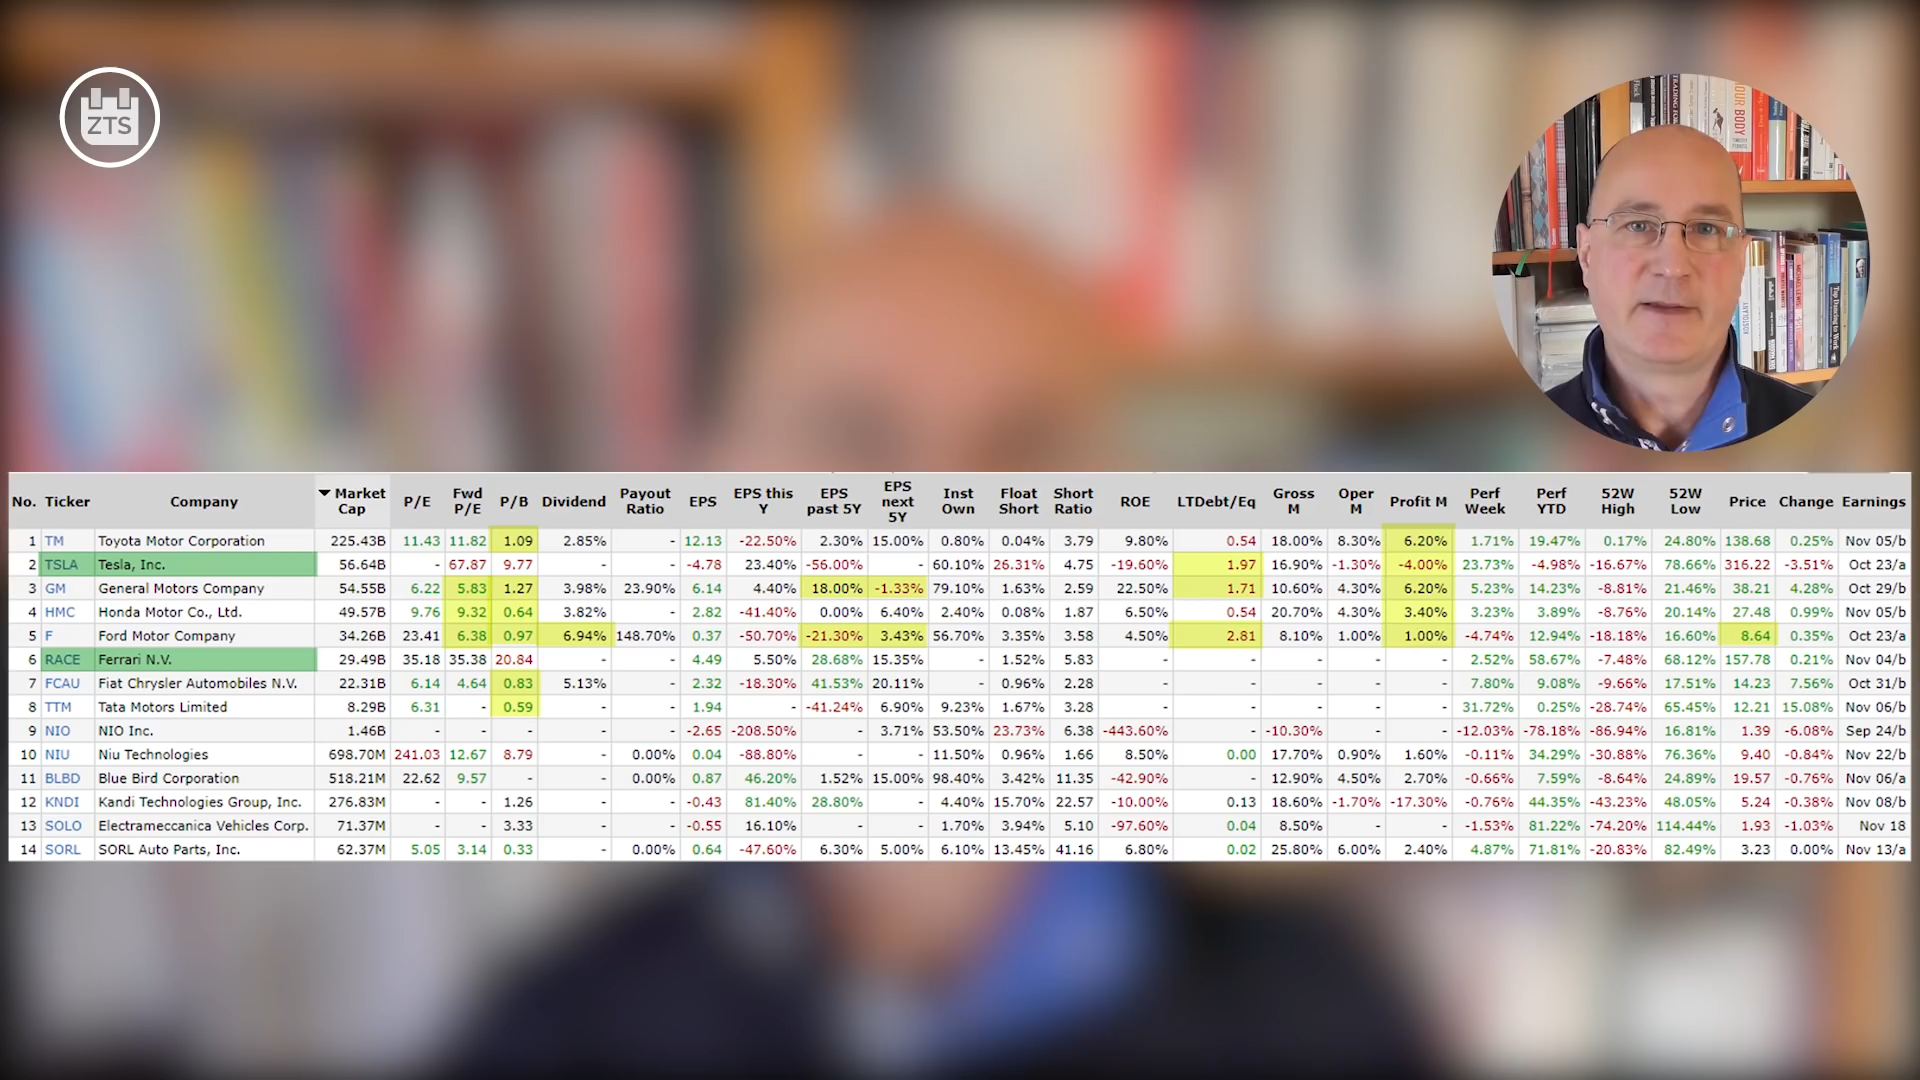 ZTS
OUR BODY
No. Ticker Company Market Cap P/E Fwd P/E P/B Dividend Payout Ratio EPS EPS this Y EPS past 5Y EPS next 5Y Inst Own Float Short Short Ratio ROE LTDebt/Eq Gross M Oper M Profit M Perf Week Perf YTD 52W High 52W Low Price Change Earnings
1 TM Toyota Motor Corporation 225.43B 11.43 11.82 1.09 2.85% - 12.13 -22.50% 2.30% 15.00% 0.80% 0.04% 3.79 9.80% 0.54 18.00% 8.30% 6.20% 1.71% 19.47% 0.17% 24.80% 138.68 0.25% Nov 05/b
2 TSLA Tesla, Inc. 56.64B - 67.87 9.77 - - -4.78 23.40% -56.00% - 60.10% 26.31% 4.75 -19.60% 1.97 16.90% -1.30% -4.00% 23.73% -4.98% -16.67% 78.66% 316.22 -3.51% Oct 23/a
3 GM General Motors Company 54.55B 6.22 5.83 1.27 3.98% 23.90% 6.14 4.40% 18.00% -1.33% 79.10% 1.63% 2.59 22.50% 1.71 10.60% 4.30% 6.20% 5.23% 14.23% -8.81% 21.46% 38.21 4.28% Oct 29/b
4 HMC Honda Motor Co., Ltd. 49.57B 9.76 9.32 0.64 3.82% - 2.82 -41.40% 0.00% 6.40% 2.40% 0.08% 1.87 6.50% 0.54 20.70% 4.30% 3.40% 3.23% 3.89% -8.76% 20.14% 27.48 0.99% Nov 05/b
5 F Ford Motor Company 34.26B 23.41 6.38 0.97 6.94% 148.70% 0.37 -50.70% -21.30% 3.43% 56.70% 3.35% 3.58 4.50% 2.81 8.10% 1.00% 1.00% -4.74% 12.94% -18.18% 16.60% 8.64 0.35% Oct 23/a
6 RACE Ferrari N.V. 29.49B 35.18 35.38 20.84 - - 4.49 5.50% 28.68% 15.35% - 1.52% 5.83 - - - - - 2.52% 58.67% -7.48% 68.12% 157.78 0.21% Nov 04/b
7 FCAU Fiat Chrysler Automobiles N.V. 22.31B 6.14 4.64 0.83 5.13% - 2.32 -18.30% 41.53% 20.11% - 0.96% 2.28 - - - - - 7.80% 9.08% -9.66% 17.51% 14.23 7.56% Oct 31/b
8 TTM Tata Motors Limited 8.29B 6.31 - 0.59 - - 1.94 - -41.24% 6.90% 9.23% 1.67% 3.28 - - - - - 31.72% 0.25% -28.74% 65.45% 12.21 15.08% Nov 06/b
9 NIO NIO Inc. 1.46B - - - - - -2.65 -208.50% - 3.71% 53.50% 23.73% 6.38 -443.60% - -10.30% - - -12.03% -78.18% -86.94% 16.81% 1.39 -6.08% Sep 24/b
10 NIU Niu Technologies 698.70M 241.03 12.67 8.79 - 0.00% 0.04 -88.80% - - 11.50% 0.96% 1.66 8.50% 0.00 17.70% 0.90% 1.60% -0.11% 34.29% -30.88% 76.36% 9.40 -0.84% Nov 22/b
11 BLBD Blue Bird Corporation 518.21M 22.62 9.57 - - 0.00% 0.87 46.20% 1.52% 15.00% 98.40% 3.42% 11.35 -42.90% - 12.90% 4.50% 2.70% -0.66% 7.59% -8.64% 24.89% 19.57 -0.76% Nov 06/a
12 KNDI Kandi Technologies Group, Inc. 276.83M - - 1.26 - - -0.43 81.40% 28.80% - 4.40% 15.70% 22.57 -10.00% 0.13 18.60% -1.70% -17.30% -0.76% 44.35% -43.23% 48.05% 5.24 -0.38% Nov 08/b
13 SOLO Electrameccanica Vehicles Corp. 71.37M - - 3.33 - - -0.55 16.10% - - 1.70% 3.94% 5.10 -97.60% 0.04 8.50% - - -1.53% 81.22% -74.20% 114.44% 1.93 -1.03% Nov 18
14 SORL SORL Auto Parts, Inc. 62.37M 5.05 3.14 0.33 - 0.00% 0.64 -47.60% 6.30% 5.00% 6.10% 13.45% 41.16 6.80% 0.02 25.80% 6.00% 2.40% 4.87% 71.81% -20.83% 82.49% 3.23 0.00% Nov 13/a